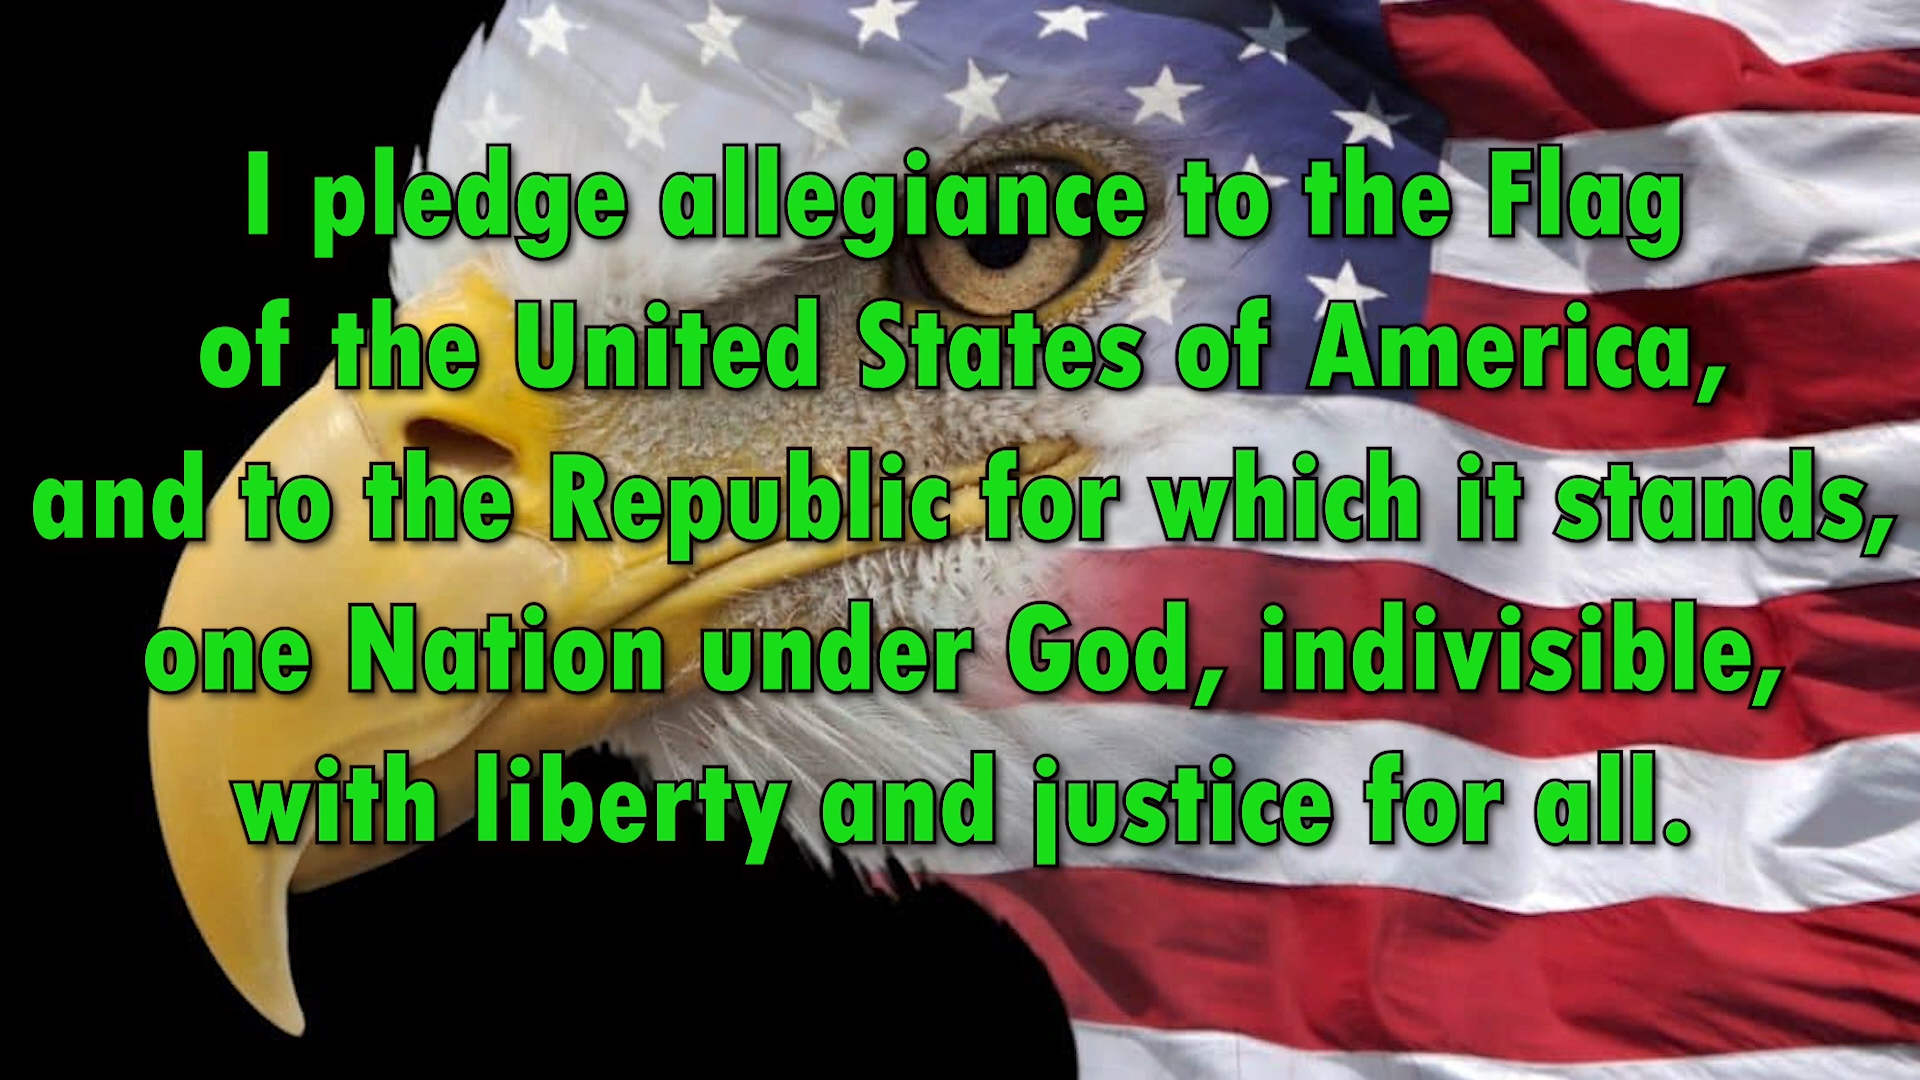 I pledge allegiance to the Flag
of the United States of America,
and to the Republic for which it stands,
one Nation under God, indivisible,
with liberty and justice for all.